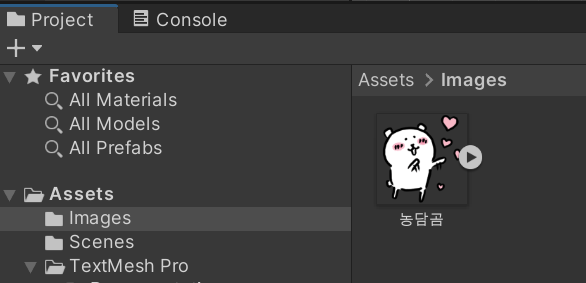 Project
Console
Favorites
All Materials
All Models
All Prefabs
Assets
Images
Scenes
TextMesh Pro
Assets > Images
농담곰